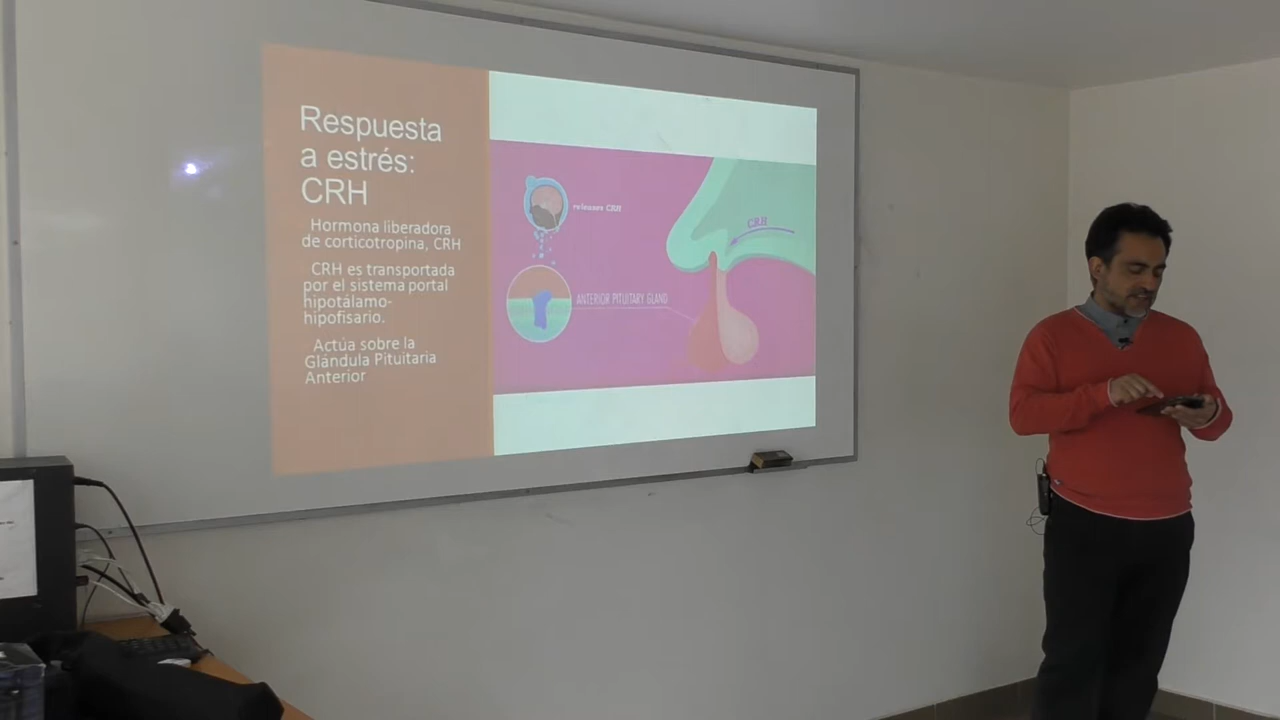 Respuesta
a estrés:
CRH
Hormona liberadora
de corticotropina, CRH
CRH es transportada
por el sistema portal
hipotálamo-
hipofisario.
Actúa sobre la
Glándula Pituitaria
Anterior
releases CRH
CRH
ANTERIOR PITUITARY GLAND